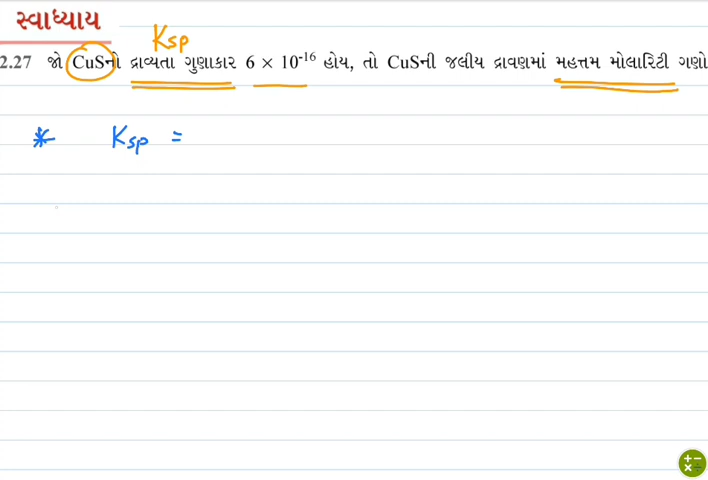 સ્વાધ્યાય
Ksp
2.27 જો CuSનો દ્રાવ્યતા ગુણાકાર 6 × 10⁻¹⁶ હોય, તો CuSની જલીય દ્રાવણમાં મહત્તમ મોલારિટી ગણો
* Ksp =